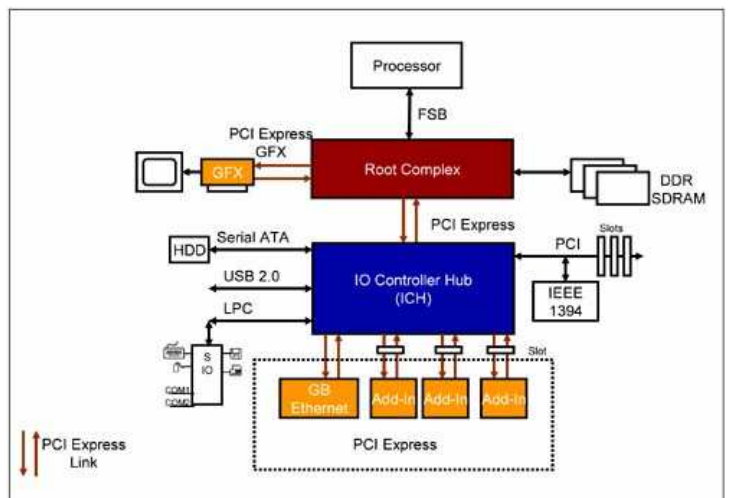 Processor
FSB
PCI Express
GFX
GFX
Root Complex
DDR
SDRAM
PCI Express
Serial ATA
HDD
PCI
Slots
USB 2.0
IO Controller Hub
(ICH)
IEEE
1394
LPC
S
IO
COM1
COM2
Slot
GB
Ethernet
Add-In
Add-In
Add-In
PCI Express
PCI Express
Link